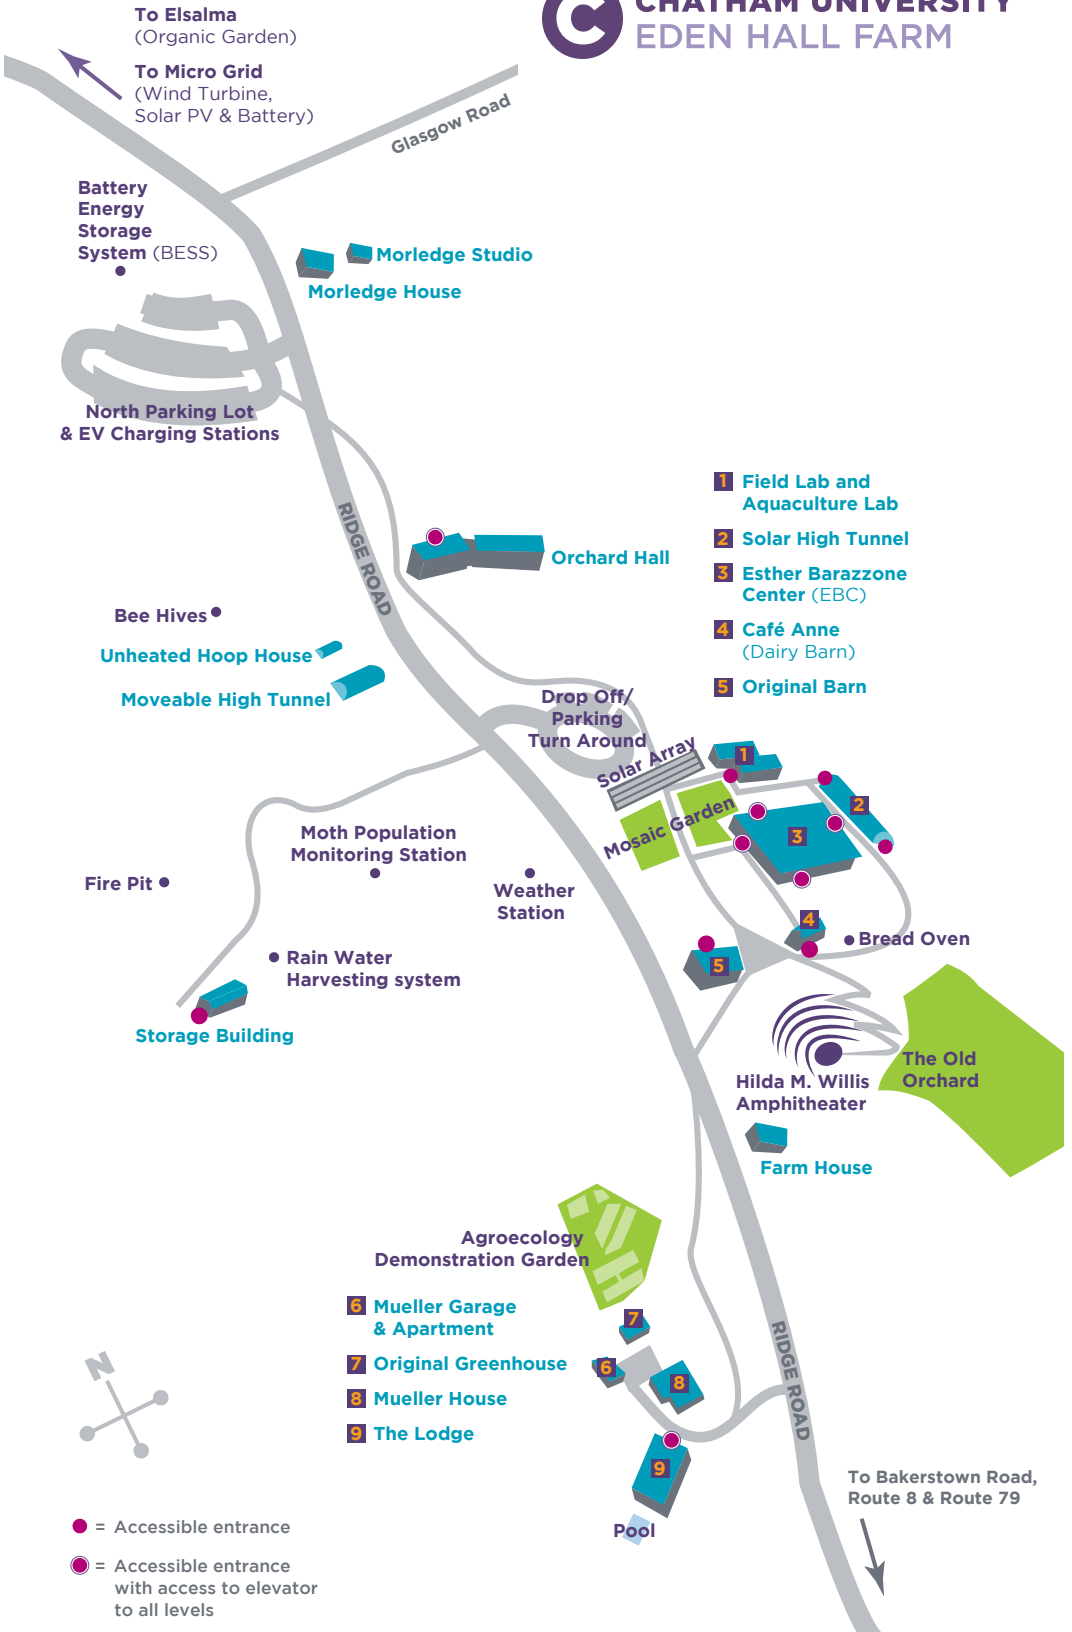 CHATHAM UNIVERSITY
EDEN HALL FARM
To Elsalma
(Organic Garden)
To Micro Grid
(Wind Turbine,
Solar PV & Battery)
Glasgow Road
Battery
Energy
Storage
System (BESS)
Morledge Studio
Morledge House
North Parking Lot
& EV Charging Stations
RIDGE ROAD
1 Field Lab and
Aquaculture Lab
2 Solar High Tunnel
3 Esther Barazzone
Center (EBC)
4 Café Anne
(Dairy Barn)
5 Original Barn
Orchard Hall
Bee Hives
Unheated Hoop House
Moveable High Tunnel
Drop Off/
Parking
Turn Around
Solar Array
Mosaic Garden
1
2
3
4
5
Moth Population
Monitoring Station
Fire Pit
Weather
Station
Bread Oven
Rain Water
Harvesting system
Storage Building
The Old
Orchard
Hilda M. Willis
Amphitheater
Farm House
Agroecology
Demonstration Garden
6 Mueller Garage
& Apartment
7 Original Greenhouse
8 Mueller House
9 The Lodge
7
6
8
9
RIDGE ROAD
N
Pool
To Bakerstown Road,
Route 8 & Route 79
= Accessible entrance
= Accessible entrance
with access to elevator
to all levels